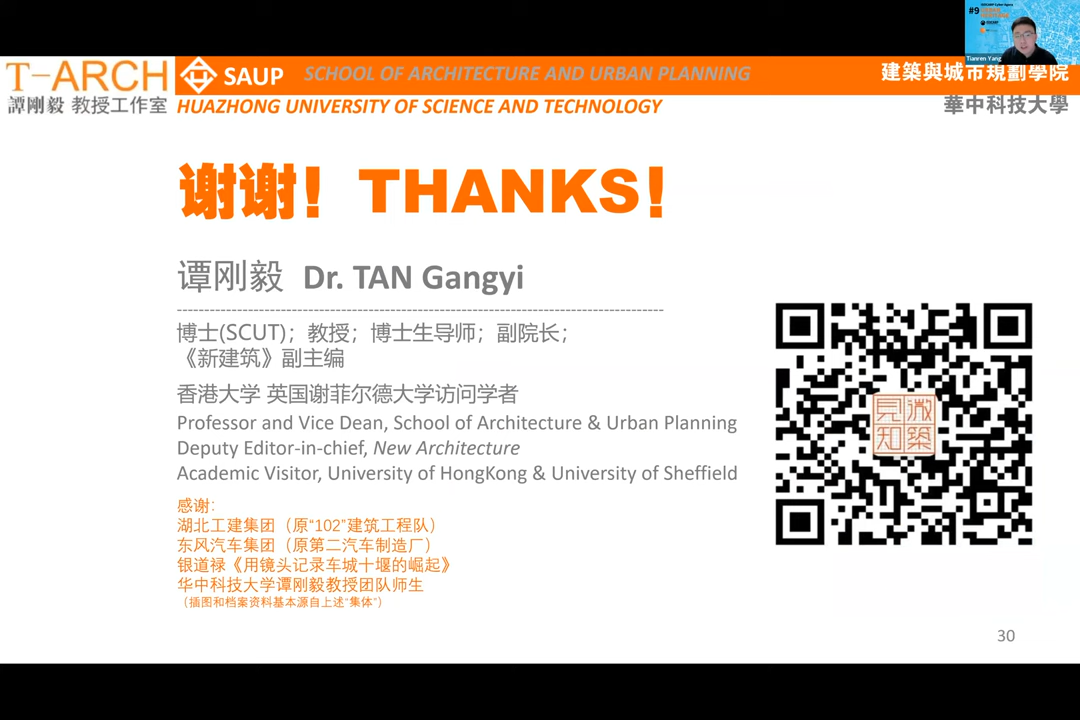 #9
Tianren Yang
T-ARCH
譚剛毅 教授工作室
SAUP
SCHOOL OF ARCHITECTURE AND URBAN PLANNING
建築與城市規劃學院
HUAZHONG UNIVERSITY OF SCIENCE AND TECHNOLOGY
華中科技大學
谢谢！THANKS！
谭刚毅 Dr. TAN Gangyi
博士(SCUT)；教授；博士生导师；副院长；
《新建筑》副主编
香港大学 英国谢菲尔德大学访问学者
Professor and Vice Dean, School of Architecture & Urban Planning
Deputy Editor-in-chief, New Architecture
Academic Visitor, University of HongKong & University of Sheffield
見微
知築
感谢:
湖北工建集团（原“102”建筑工程队）
东风汽车集团（原第二汽车制造厂）
银道禄《用镜头记录车城十堰的崛起》
华中科技大学谭刚毅教授团队师生
（插图和档案资料基本源自上述“集体”）
30